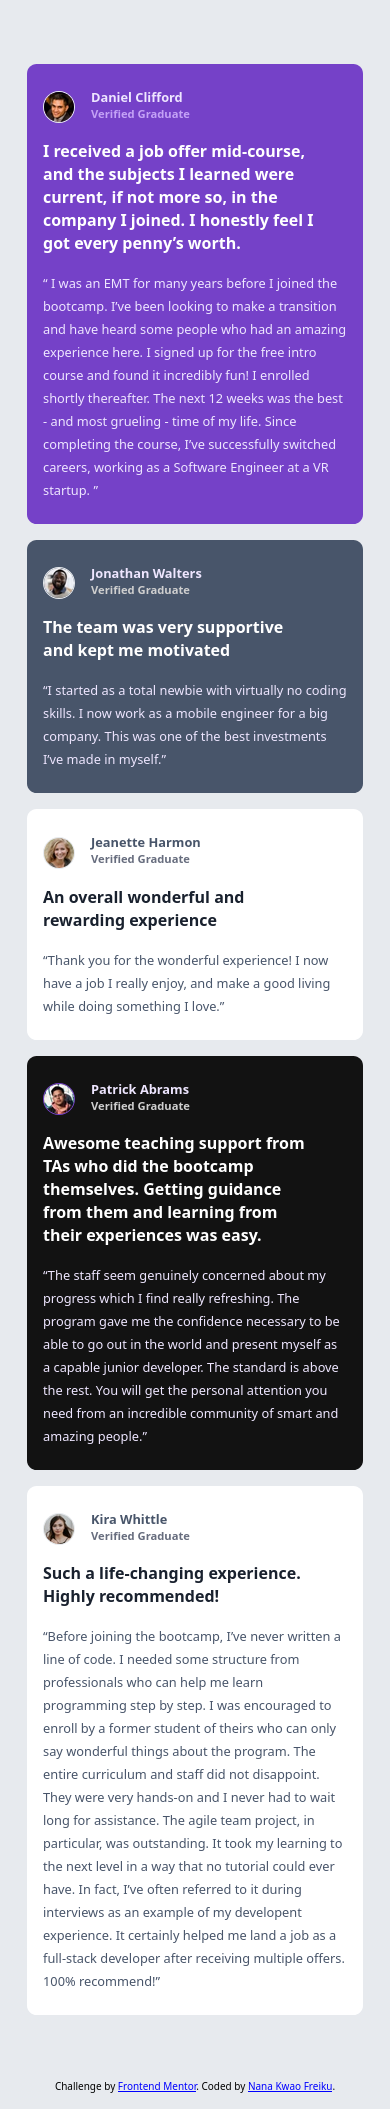 Daniel Clifford
Verified Graduate
I received a job offer mid-course,
and the subjects I learned were
current, if not more so, in the
company I joined. I honestly feel I
got every penny’s worth.
“ I was an EMT for many years before I joined the
bootcamp. I’ve been looking to make a transition
and have heard some people who had an amazing
experience here. I signed up for the free intro
course and found it incredibly fun! I enrolled
shortly thereafter. The next 12 weeks was the best
- and most grueling - time of my life. Since
completing the course, I’ve successfully switched
careers, working as a Software Engineer at a VR
startup. ”
Jonathan Walters
Verified Graduate
The team was very supportive
and kept me motivated
“I started as a total newbie with virtually no coding
skills. I now work as a mobile engineer for a big
company. This was one of the best investments
I’ve made in myself.”
Jeanette Harmon
Verified Graduate
An overall wonderful and
rewarding experience
“Thank you for the wonderful experience! I now
have a job I really enjoy, and make a good living
while doing something I love.”
Patrick Abrams
Verified Graduate
Awesome teaching support from
TAs who did the bootcamp
themselves. Getting guidance
from them and learning from
their experiences was easy.
“The staff seem genuinely concerned about my
progress which I find really refreshing. The
program gave me the confidence necessary to be
able to go out in the world and present myself as
a capable junior developer. The standard is above
the rest. You will get the personal attention you
need from an incredible community of smart and
amazing people.”
Kira Whittle
Verified Graduate
Such a life-changing experience.
Highly recommended!
“Before joining the bootcamp, I’ve never written a
line of code. I needed some structure from
professionals who can help me learn
programming step by step. I was encouraged to
enroll by a former student of theirs who can only
say wonderful things about the program. The
entire curriculum and staff did not disappoint.
They were very hands-on and I never had to wait
long for assistance. The agile team project, in
particular, was outstanding. It took my learning to
the next level in a way that no tutorial could ever
have. In fact, I’ve often referred to it during
interviews as an example of my developent
experience. It certainly helped me land a job as a
full-stack developer after receiving multiple offers.
100% recommend!”
Challenge by Frontend Mentor. Coded by Nana Kwao Freiku.